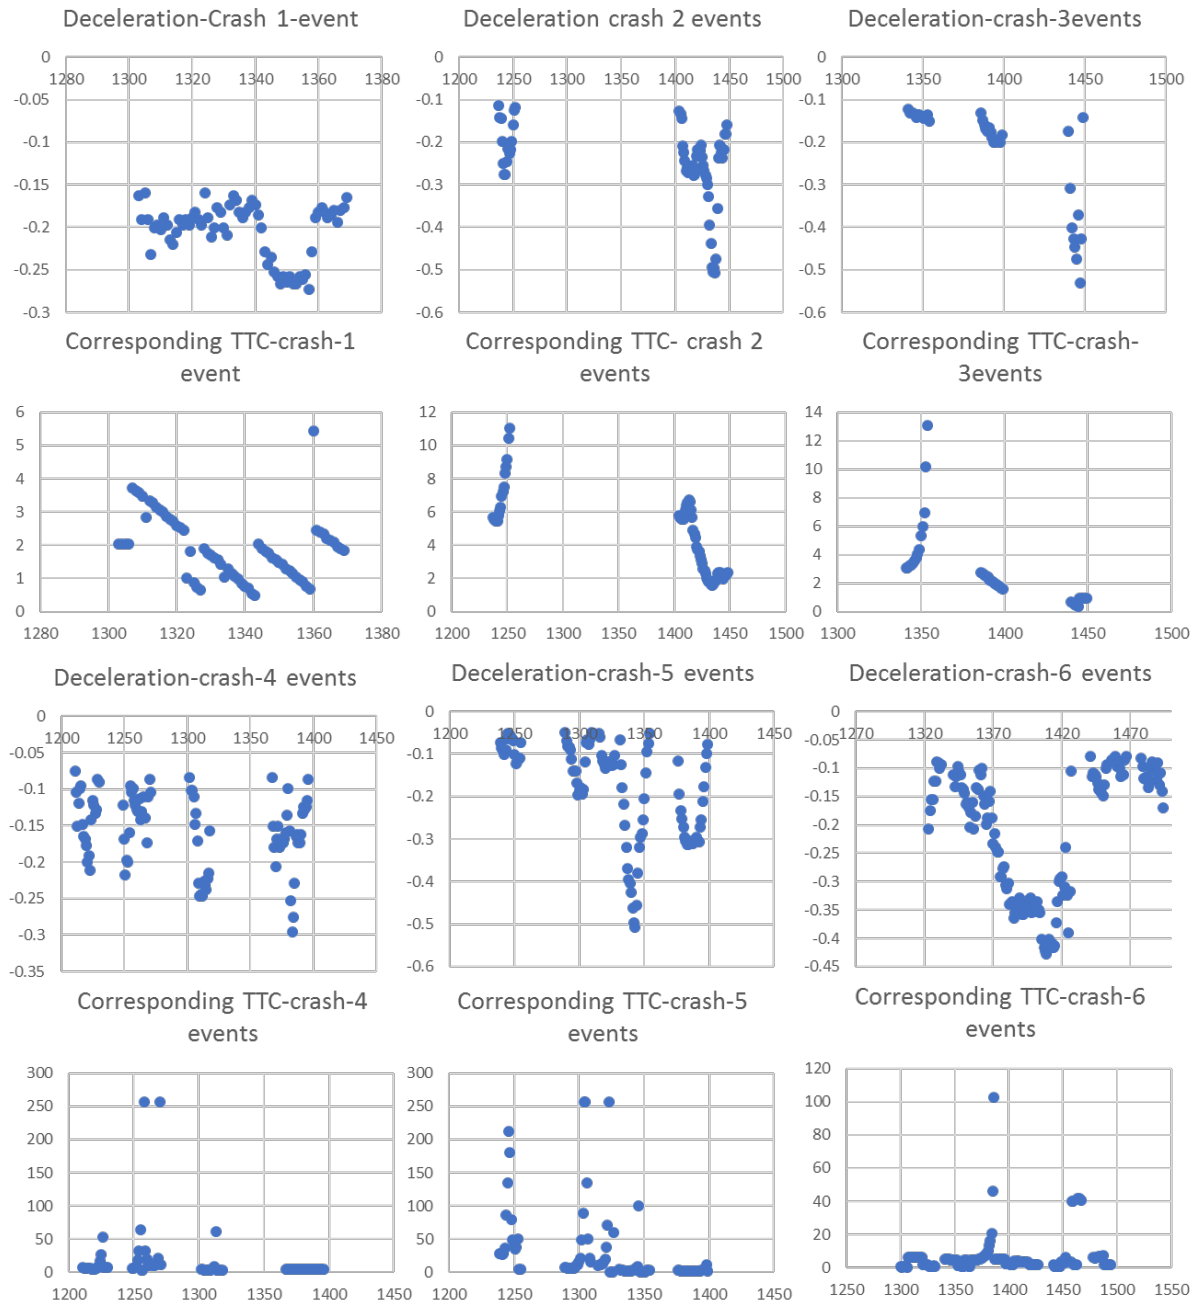 Deceleration-Crash 1-event
Deceleration crash 2 events
Deceleration-crash-3events
0
1280 1300 1320 1340 1360 1380
-0.05
-0.1
-0.15
-0.2
-0.25
-0.3
0
1200 1250 1300 1350 1400 1450 1500
-0.1
-0.2
-0.3
-0.4
-0.5
-0.6
0
1300 1350 1400 1450 1500
-0.1
-0.2
-0.3
-0.4
-0.5
-0.6
Corresponding TTC-crash-1
event
Corresponding TTC- crash 2
events
Corresponding TTC-crash-
3events
6
5
4
3
2
1
0
1280 1300 1320 1340 1360 1380
12
10
8
6
4
2
0
1200 1250 1300 1350 1400 1450 1500
14
12
10
8
6
4
2
0
1300 1350 1400 1450 1500
Deceleration-crash-4 events
Deceleration-crash-5 events
Deceleration-crash-6 events
0
1200 1250 1300 1350 1400 1450
-0.05
-0.1
-0.15
-0.2
-0.25
-0.3
-0.35
0
1200 1250 1300 1350 1400 1450
-0.1
-0.2
-0.3
-0.4
-0.5
-0.6
0
1270 1320 1370 1420 1470
-0.05
-0.1
-0.15
-0.2
-0.25
-0.3
-0.35
-0.4
-0.45
Corresponding TTC-crash-4
events
Corresponding TTC-crash-5
events
Corresponding TTC-crash-6
events
300
250
200
150
100
50
0
1200 1250 1300 1350 1400 1450
300
250
200
150
100
50
0
1200 1250 1300 1350 1400 1450
120
100
80
60
40
20
0
1250 1300 1350 1400 1450 1500 1550